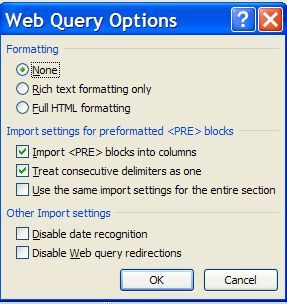 Web Query Options
?
Formatting
None
Rich text formatting only
Full HTML formatting
Import settings for preformatted <PRE> blocks
Import <PRE> blocks into columns
Treat consecutive delimiters as one
Use the same import settings for the entire section
Other Import settings
Disable date recognition
Disable Web query redirections
OK Cancel